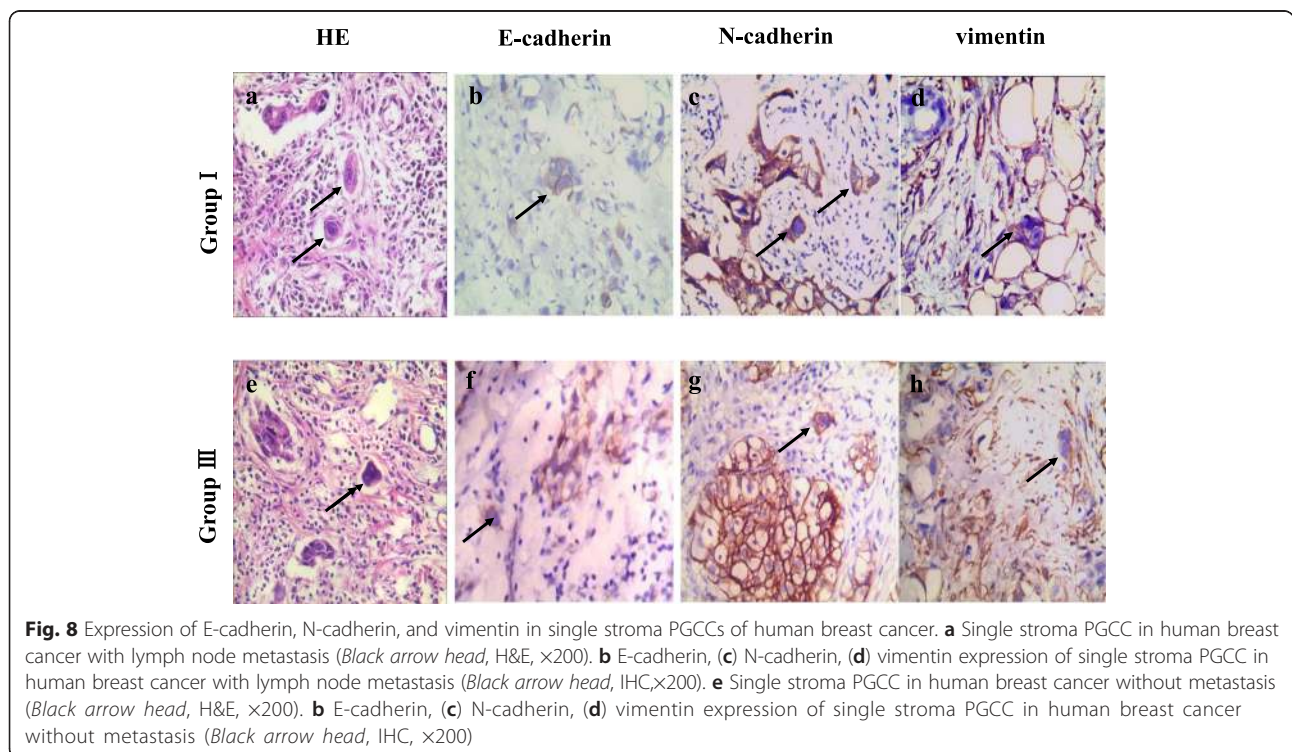 HE E-cadherin N-cadherin vimentin
Group I
a b c d
Group Ⅲ
e f g h
Fig. 8 Expression of E-cadherin, N-cadherin, and vimentin in single stroma PGCCs of human breast cancer. a Single stroma PGCC in human breast
cancer with lymph node metastasis (Black arrow head, H&E, ×200). b E-cadherin, (c) N-cadherin, (d) vimentin expression of single stroma PGCC in
human breast cancer with lymph node metastasis (Black arrow head, IHC,×200). e Single stroma PGCC in human breast cancer without metastasis
(Black arrow head, H&E, ×200). b E-cadherin, (c) N-cadherin, (d) vimentin expression of single stroma PGCC in human breast cancer
without metastasis (Black arrow head, IHC, ×200)